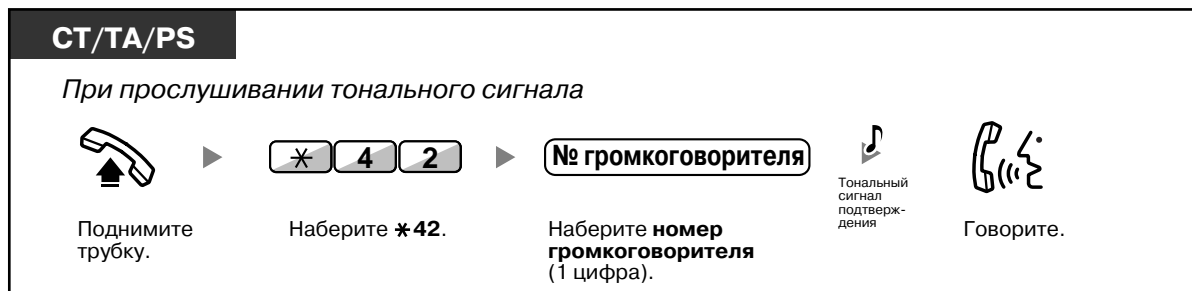 CT/TA/PS
При прослушивании тонального сигнала
* 4 2 № громкоговорителя
Тональный
сигнал
подтверж-
дения
Поднимите
трубку.
Наберите *42.
Наберите номер
громкоговорителя
(1 цифра).
Говорите.